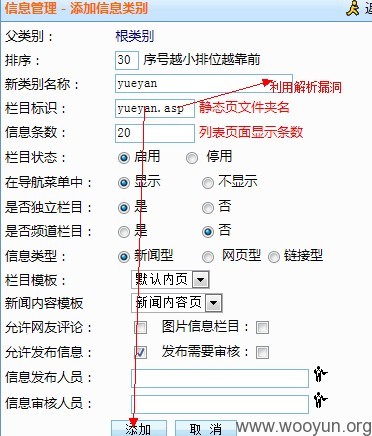 信息管理 - 添加信息类别
父类别： 根类别
排序： 30 序号越小排位越靠前
新类别名称： yueyan
利用解析漏洞
栏目标识： yueyan.asp 静态页文件夹名
信息条数： 20 列表页面显示条数
栏目状态： 启用 停用
在导航菜单中： 显示 不显示
是否独立栏目： 是 否
是否频道栏目： 是 否
信息类型： 新闻型 网页型 链接型
栏目模板： 默认内页
新闻内容模板 新闻内容页
允许网友评论： 图片信息栏目：
允许发布信息： 发布需要审核：
信息发布人员：
信息审核人员：
添加 取 消
www.wooyun.org